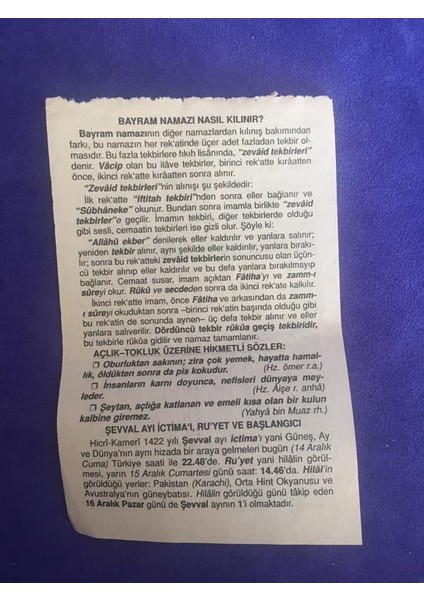 BAYRAM NAMAZI NASIL KILINIR?
Bayram namazının diğer namazlardan kılınış bakımından
farkı, bu namazın her rek'atinde üçer adet fazladan tekbir ol-
masıdır. Bu fazla tekbirlere fıkıh lisânında, "zevâid tekbirleri"
denir. Vâcip olan bu ilâve tekbirler, birinci rek'atte kırâatten
önce, ikinci rek'atte kırâatten sonra alınır.
"Zevâid tekbirleri"nin alınışı şu şekildedir:
İlk rek'atte "iftitah tekbiri"nden sonra eller bağlanır ve
"Sübhâneke" okunur. Bundan sonra imamla birlikte "zevâid
tekbirler"e geçilir. İmamın tekbiri, diğer tekbirlerde olduğu
gibi sesli, cemaatin tekbirleri ise gizli olur. Şöyle ki:
"Allâhü ekber" denilerek eller kaldırılır ve yanlara salınır;
yeniden tekbir alınır, aynı şekilde eller kaldırılır, yanlara bırakı-
lır; sonra bu rek'atteki zevâid tekbirlerin sonuncusu olan üçün-
cü tekbir alınıp eller kaldırılır ve bu defa yanlara bırakılmayıp
bağlanır. Cemaat susar, imam açıktan Fâtiha'yı ve zamm-ı
sûreyi okur. Rükû ve secdeden sonra da ikinci rek'atte kalkılır.
İkinci rek'atte imam, önce Fâtiha ve arkasından da zamm-
ı sûreyi okuduktan sonra –birinci rek'atin başında olduğu gibi
bu rek'atin de sonunda aynen– üç defa tekbir alınır ve eller
yanlara salıverilir. Dördüncü tekbir rükûa geçiş tekbiridir,
bu tekbirle rükûa gidilir ve namaz tamamlanır.
AÇLIK–TOKLUK ÜZERİNE HİKMETLİ SÖZLER:
❒ Oburluktan sakının; zira çok yemek, hayatta hamal-
lık, öldükten sonra da pis kokudur. (Hz. ömer r.a.)
❒ İnsanların karnı doyunca, nefisleri dünyaya mey-
leder. (Hz. Âişe r. anhâ)
❒ Şeytan, açlığa katlanan ve emeli kısa olan bir kulun
kalbine giremez. (Yahyâ bin Muaz rh.)
ŞEVVAL AYI İCTİMA'I, RU'YET VE BAŞLANGICI
Hicrî-Kamerî 1422 yılı Şevval ayı ictima'ı yani Güneş, Ay
ve Dünya'nın aynı hizada bir araya gelmeleri bugün (14 Aralık
Cuma) Türkiye saati ile 22.48'de. Ru'yet yani hilâlin görül-
mesi, yarın 15 Aralık Cumartesi günü saat: 14.46'da. Hilâl'in
görüldüğü yerler: Pakistan (Karachi), Orta Hint Okyanusu ve
Avustralya'nın güneybatısı. Hilâlin görüldüğü günü tâkip eden
16 Aralık Pazar günü de Şevval ayının 1'i olmaktadır.